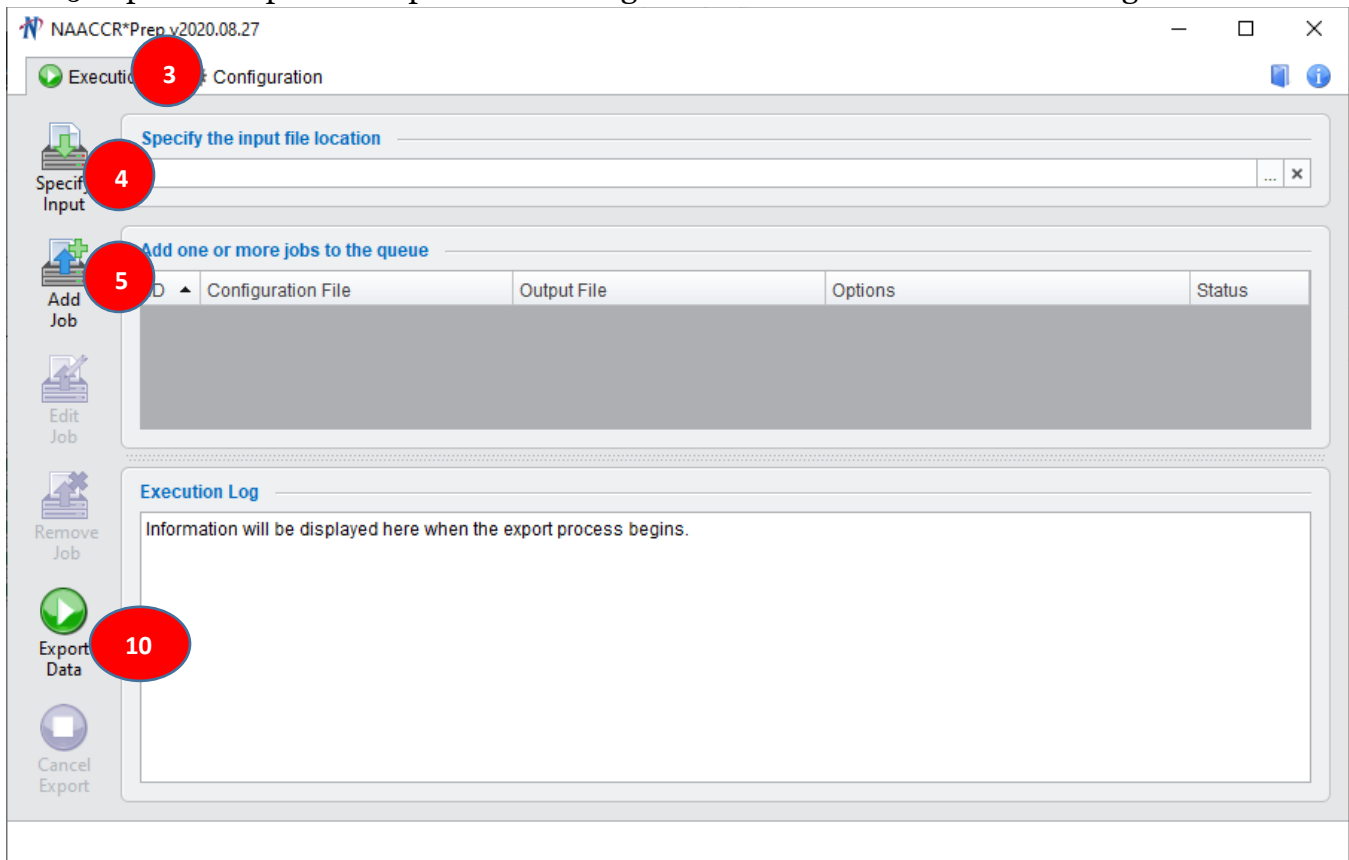 NAACCR*Prep v2020.08.27
3
Configuration
Specify the input file location
4
Input
... ×
Add one or more jobs to the queue
5
Configuration File Output File Options Status
Add
Job
Edit
Job
Execution Log
Information will be displayed here when the export process begins.
Remove
Job
10
Export
Data
Cancel
Export